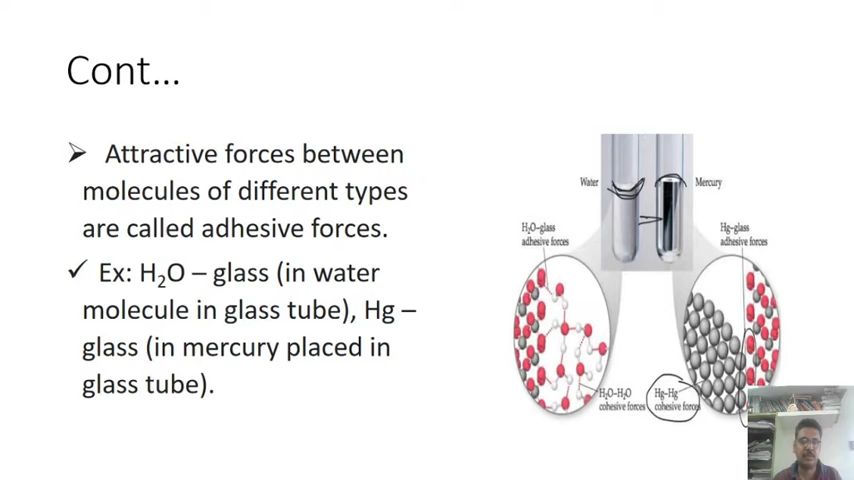 Cont...
➢ Attractive forces between
molecules of different types
are called adhesive forces.
✓ Ex: H₂O – glass (in water
molecule in glass tube), Hg –
glass (in mercury placed in
glass tube).
Water
Mercury
H₂O–glass
adhesive forces
Hg–glass
adhesive forces
H₂O–H₂O
cohesive forces
Hg–Hg
cohesive forces